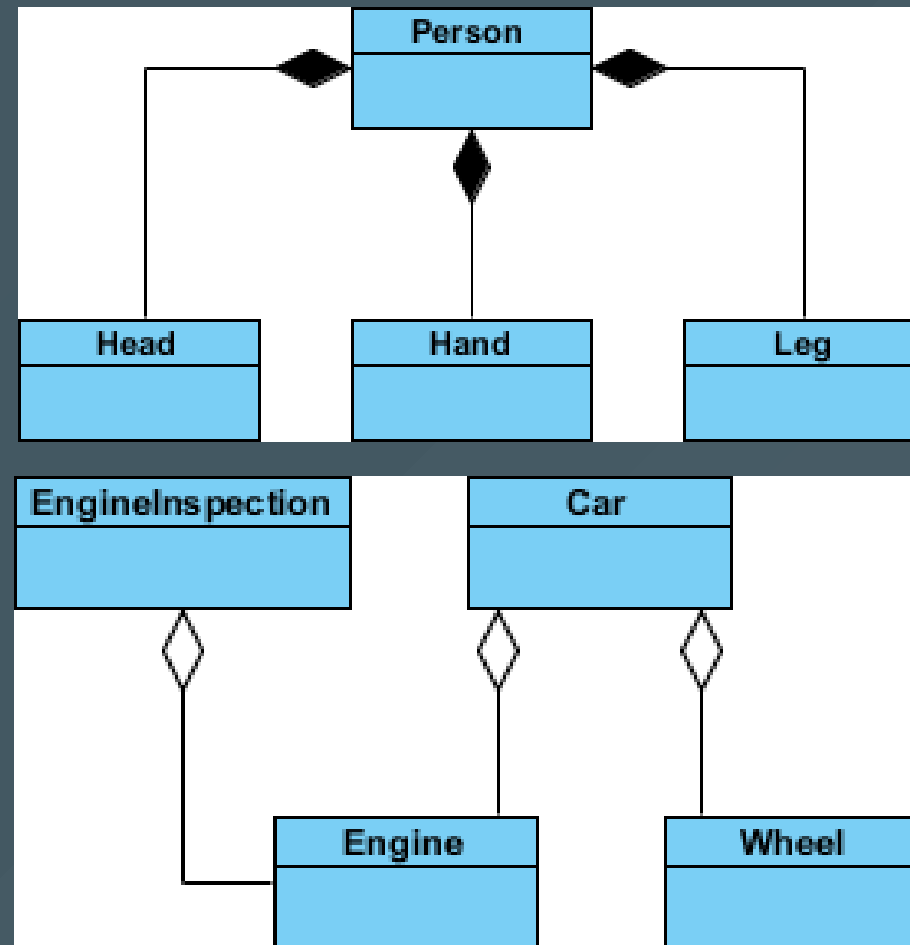 Person
Head
Hand
Leg
EngineInspection
Car
Engine
Wheel